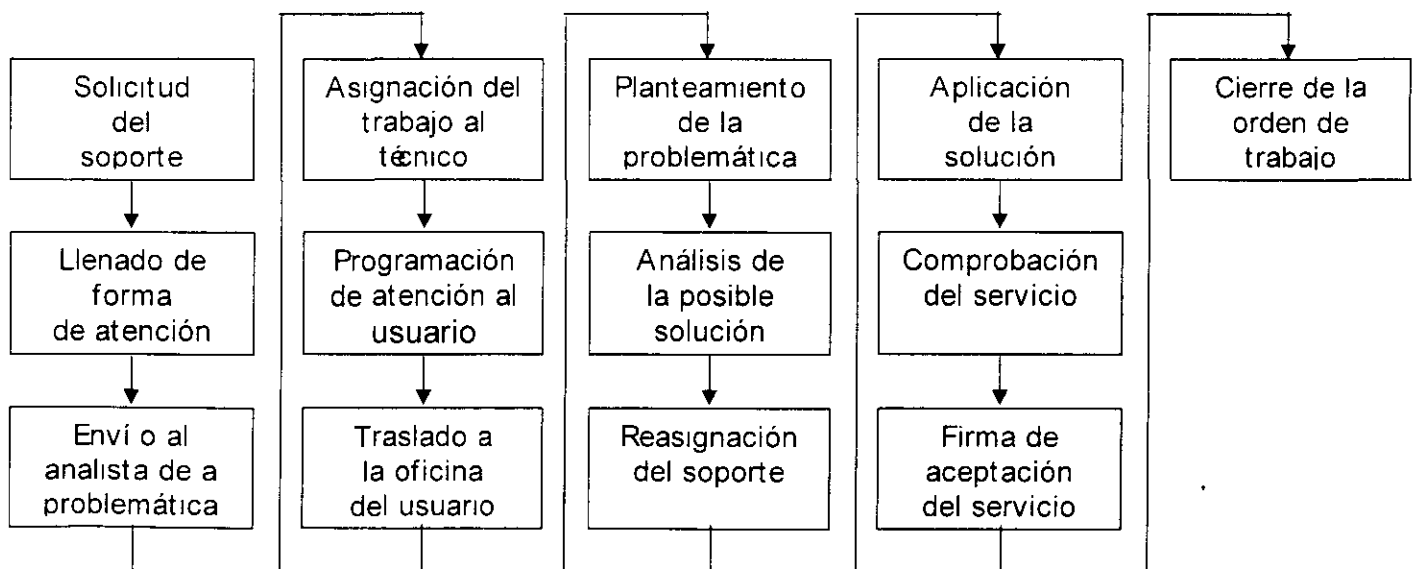 Solicitud
del
soporte
Llenado de
forma
de atención
Enví o al
analista de a
problemática
Asignación del
trabajo al
técnico
Programación
de atención al
usuario
Traslado a
la oficina
del usuario
Planteamiento
de la
problemática
Análisis de
la posible
solución
Reasignación
del soporte
Aplicación
de la
solución
Comprobación
del servicio
Firma de
aceptación
del servicio
Cierre de la
orden de
trabajo